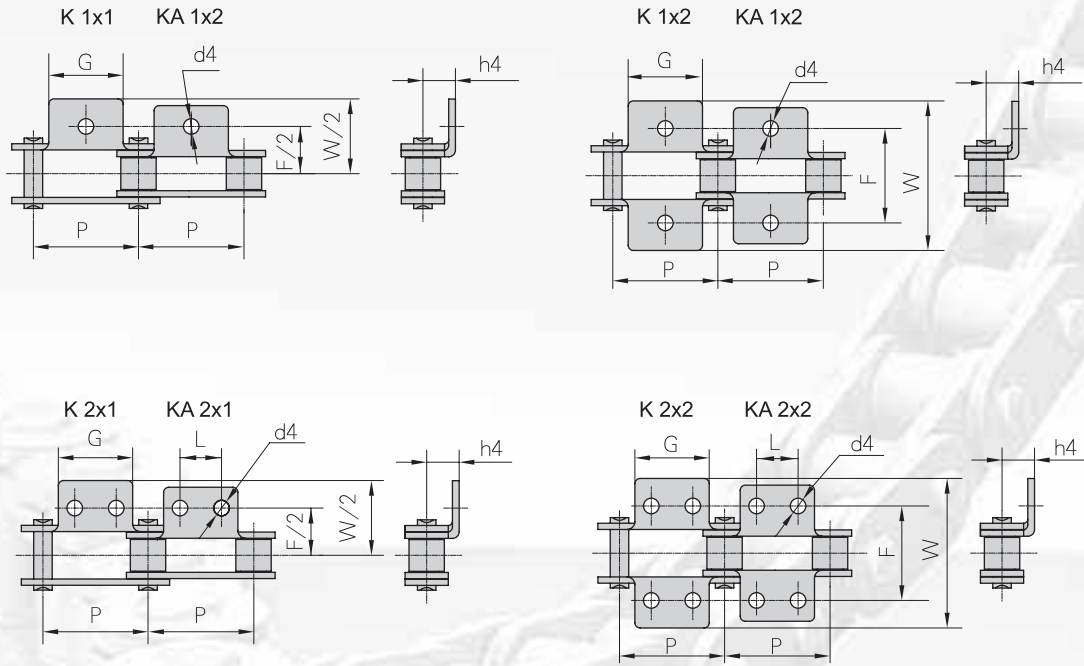 K 1x1 KA 1x2
G
d4
h4
F/2
W/2
P P
K 1x2 KA 1x2
G
d4
h4
F
W
P P
K 2x1 KA 2x1
G
L
d4
h4
F/2
W/2
P P
K 2x2 KA 2x2
G
L
d4
h4
F
W
P P